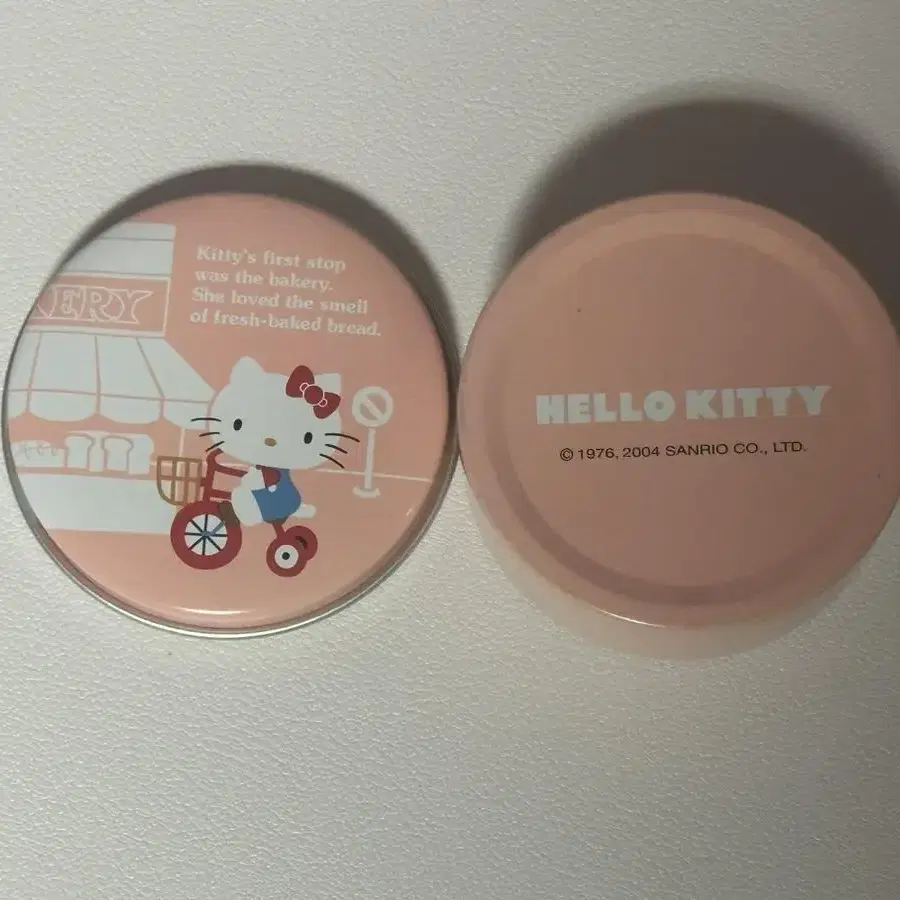 Kitty's first stop
was the bakery.
She loved the smell
of fresh-baked bread.
KERY
HELLO KITTY
© 1976, 2004 SANRIO CO., LTD.